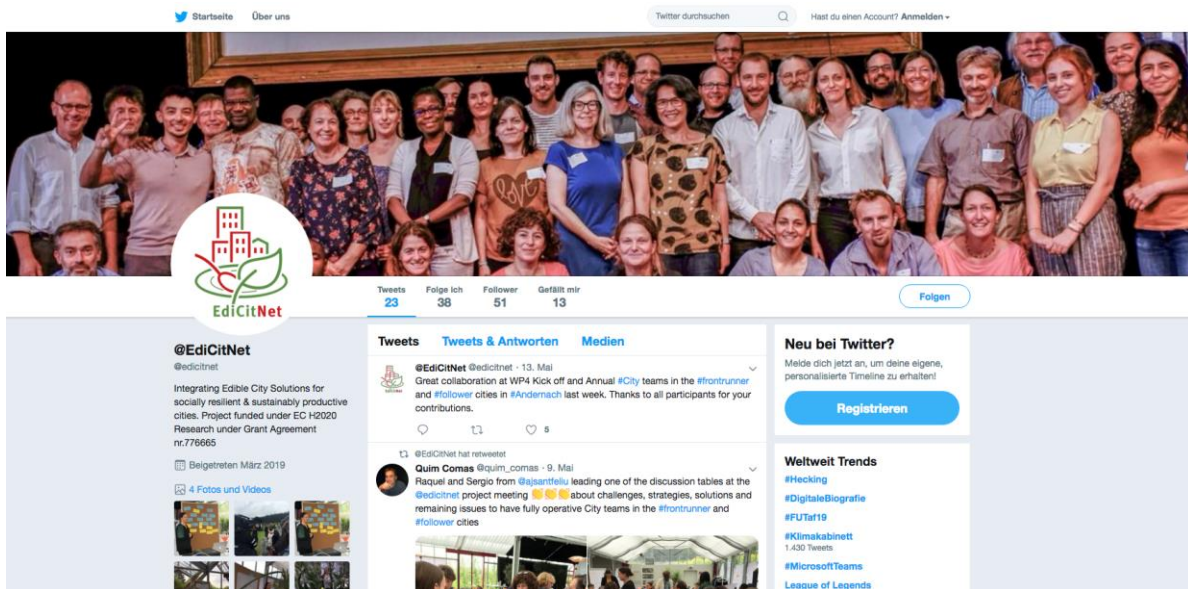 Startseite Über uns
Twitter durchsuchen
Hast du einen Account? Anmelden
LOVE
EdiCitNet
Tweets Folge ich Follower Gefällt mir
23 38 51 13
Folgen
@EdiCitNet
@edicitnet
Integrating Edible City Solutions for
socially resilient & sustainably productive
cities. Project funded under EC H2020
Research under Grant Agreement
nr.776665
Beigetreten März 2019
4 Fotos und Videos
Tweets Tweets & Antworten Medien
@EdiCitNet @edicitnet · 13. Mai
Great collaboration at WP4 Kick off and Annual #City teams in the #frontrunner
and #follower cities in #Andernach last week. Thanks to all participants for your
contributions.
5
@EdiCitNet hat retweetet
Quim Comas @quim_comas · 9. Mai
Raquel and Sergio from @ajsantfeliu leading one of the discussion tables at the
@edicitnet project meeting 👏👏👏about challenges, strategies, solutions and
remaining issues to have fully operative City teams in the #frontrunner and
#follower cities
Neu bei Twitter?
Melde dich jetzt an, um deine eigene,
personalisierte Timeline zu erhalten!
Registrieren
Weltweit Trends
#Hecking
#DigitaleBiografie
#FUTaf19
#Klimakabinett
1.430 Tweets
#MicrosoftTeams
League of Legends